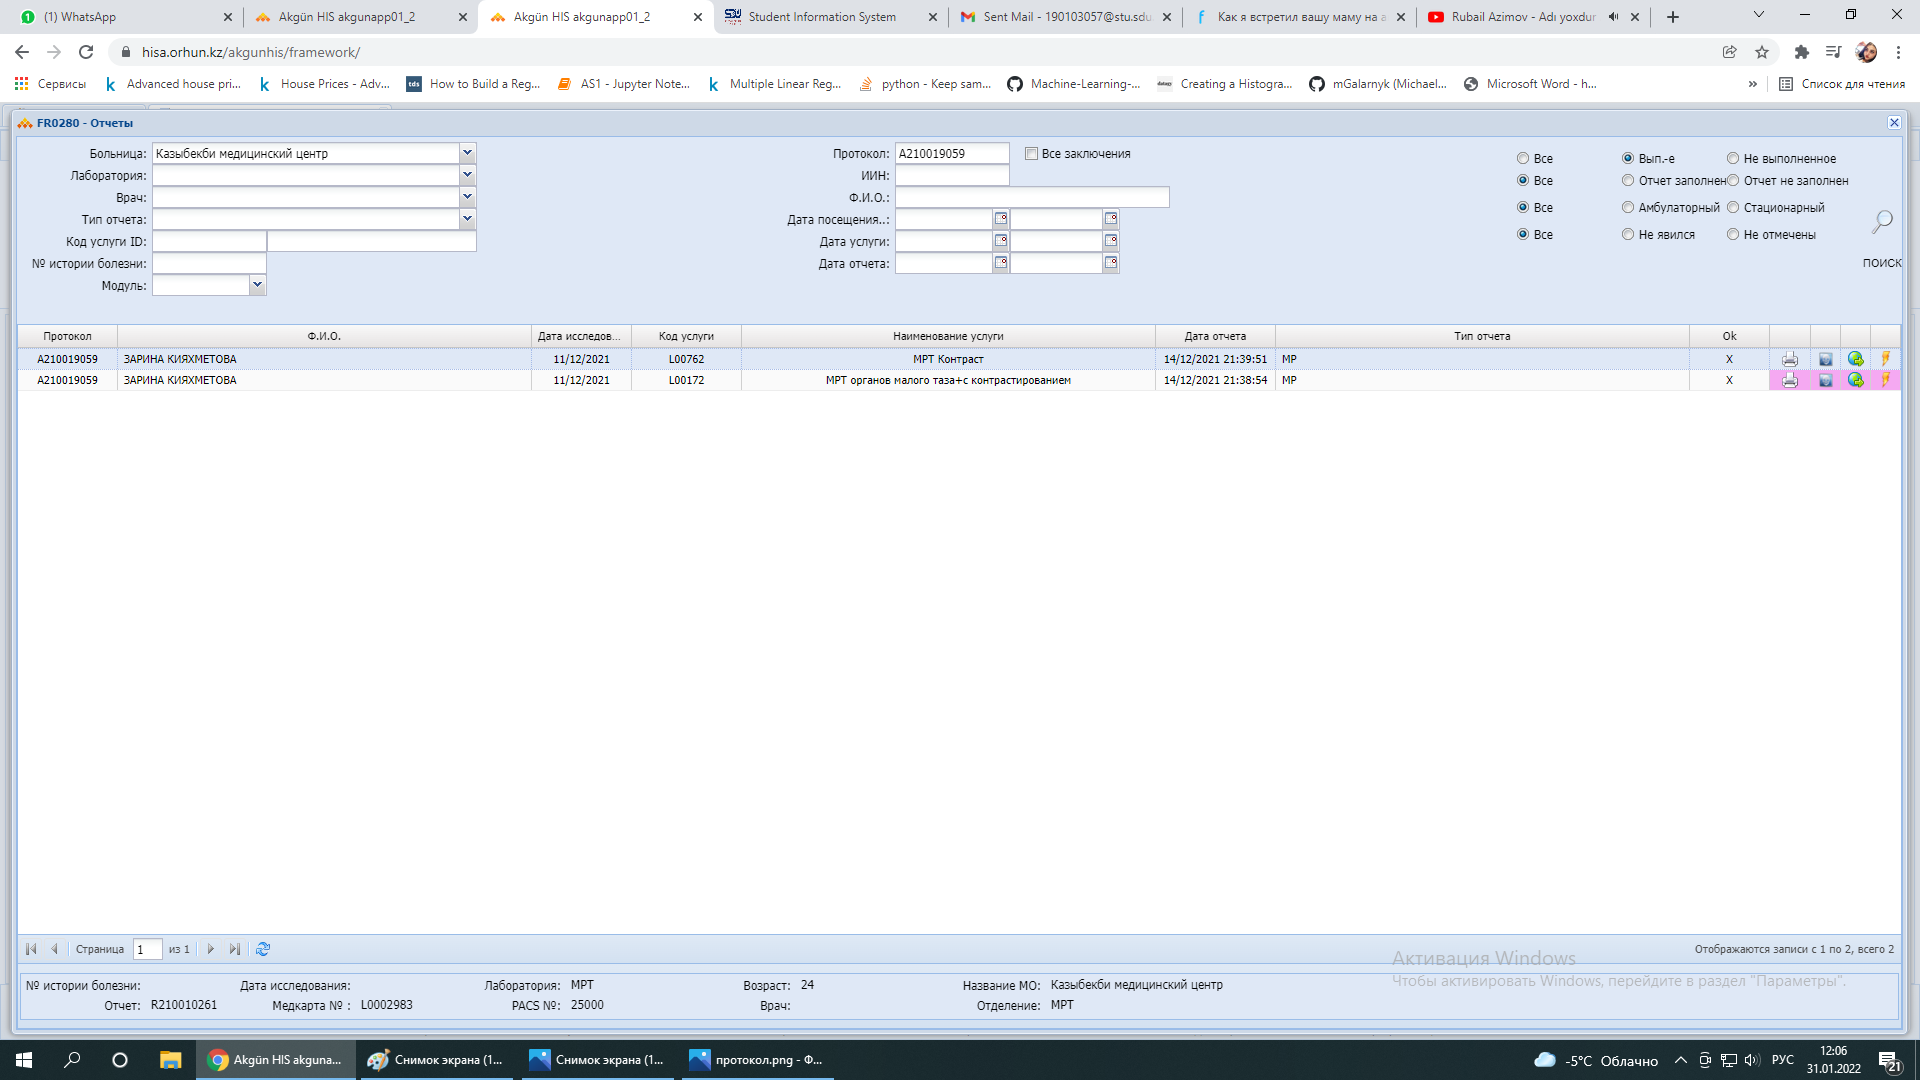 (1) WhatsApp
Akgün HIS akgunapp01_2
Akgün HIS akgunapp01_2
Student Information System
Sent Mail - 190103057@stu.sdu.
Как я встретил вашу маму на а
Rubail Azimov - Adı yoxdur
hisa.orhun.kz/akgunhis/framework/
Сервисы
Advanced house pri...
House Prices - Adv...
How to Build a Reg...
AS1 - Jupyter Note...
Multiple Linear Reg...
python - Keep sam...
Machine-Learning-...
Creating a Histogra...
mGalarnyk (Michael...
Microsoft Word - h...
»
Список для чтения
FR0280 - Отчеты
Больница: Казыбекби медицинский центр
Лаборатория:
Врач:
Тип отчета:
Код услуги ID:
№ истории болезни:
Модуль:
Протокол: A210019059 Все заключения
ИИН:
Ф.И.О.:
Дата посещения..:
Дата услуги:
Дата отчета:
Все Вып.-е Не выполненное
Все Отчет заполнен Отчет не заполнен
Все Амбулаторный Стационарный
Все Не явился Не отмечены
ПОИСК
Протокол Ф.И.О. Дата исследов... Код услуги Наименование услуги Дата отчета Тип отчета Ok
A210019059 ЗАРИНА КИЯХМЕТОВА 11/12/2021 L00762 МРТ Контраст 14/12/2021 21:39:51 МР X
A210019059 ЗАРИНА КИЯХМЕТОВА 11/12/2021 L00172 МРТ органов малого таза+с контрастированием 14/12/2021 21:38:54 МР X
Страница 1 из 1
Отображаются записи с 1 по 2, всего 2
Активация Windows
Чтобы активировать Windows, перейдите в раздел "Параметры".
№ истории болезни: Дата исследования: Лаборатория: МРТ Возраст: 24 Название МО: Казыбекби медицинский центр
Отчет: R210010261 Медкарта № : L0002983 PACS №: 25000 Врач: Отделение: МРТ
Akgün HIS akguna...
Снимок экрана (1...
Снимок экрана (1...
протокол.png - Ф...
-5°C Облачно
РУС
12:06
31.01.2022
21